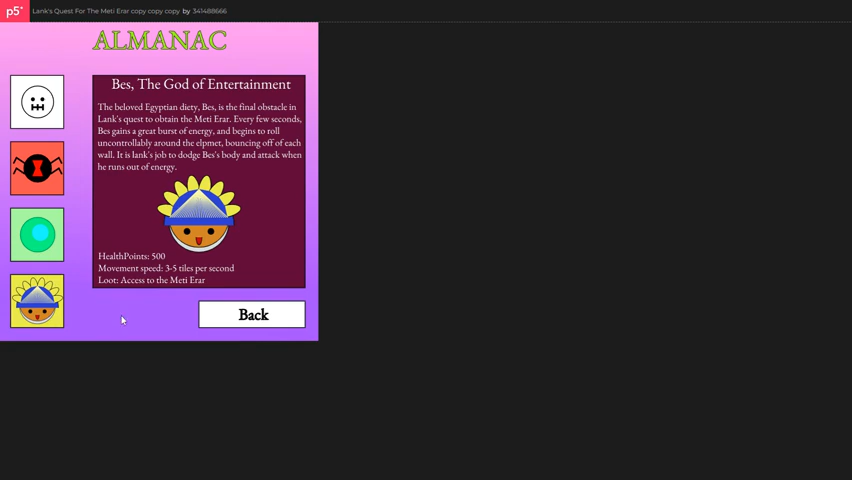 p5*
Lank's Quest For The Meti Erar copy copy copy by 341488666
ALMANAC
Bes, The God of Entertainment
The beloved Egyptian diety, Bes, is the final obstacle in
Lank's quest to obtain the Meti Erar. Every few seconds,
Bes gains a great burst of energy, and begins to roll
uncontrollably around the elpmet, bouncing off of each
wall. It is lank's job to dodge Bes's body and attack when
he runs out of energy.
HealthPoints: 500
Movement speed: 3-5 tiles per second
Loot: Access to the Meti Erar
Back